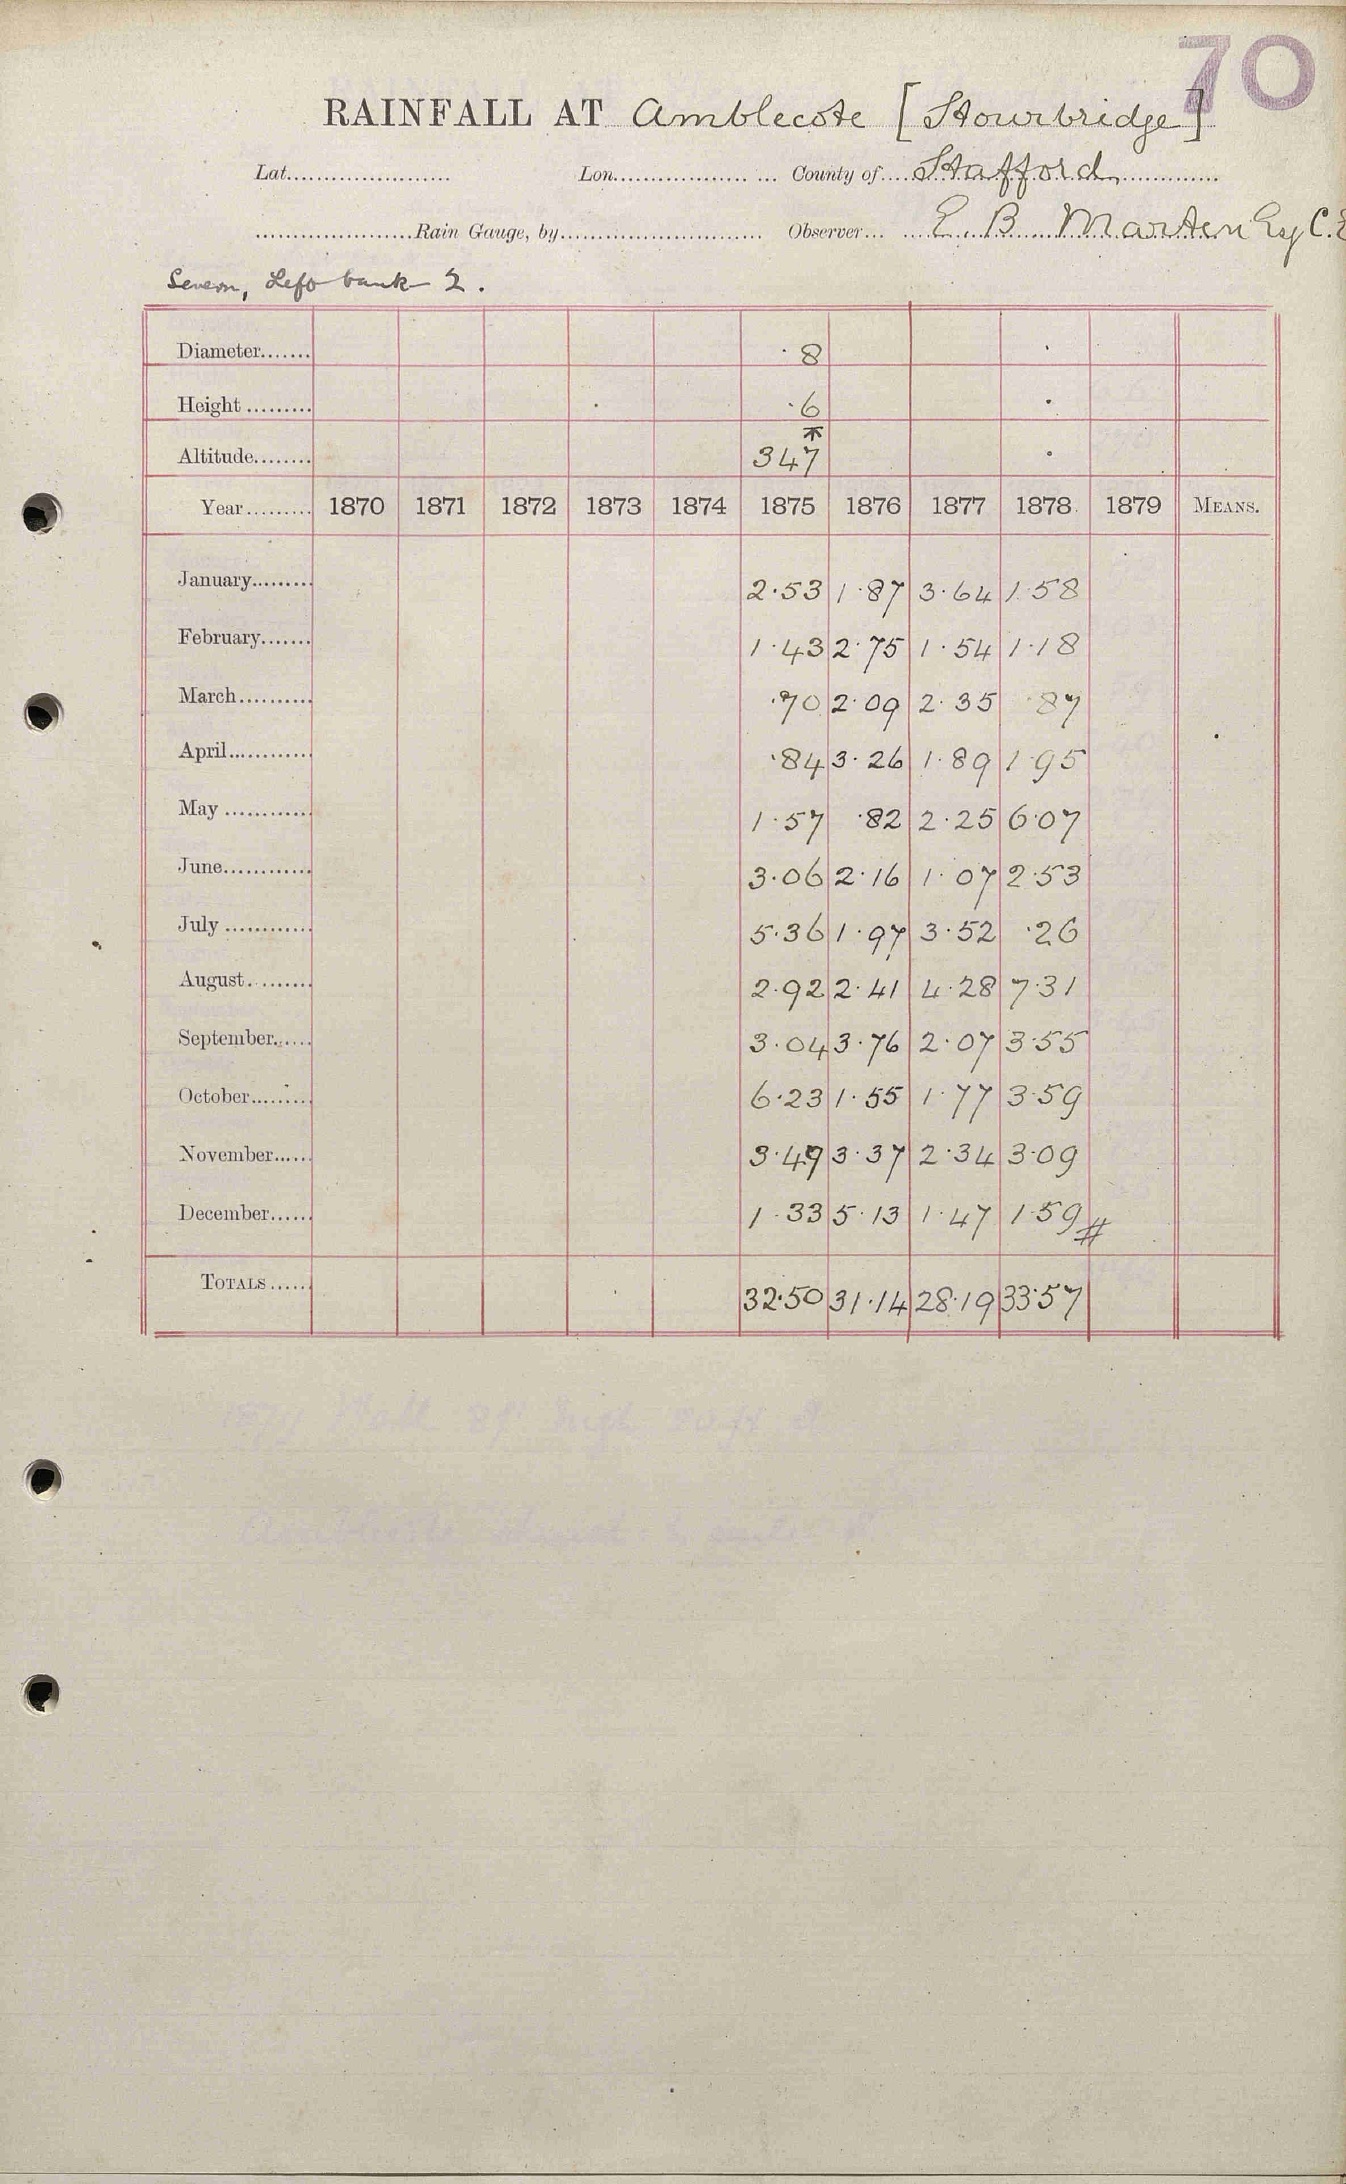 70
RAINFALL AT Amblecote [Stourbridge]
Lat. Lon. County of Stafford
Rain Gauge, by Observer E. B. Marten Esq C.E
Severn, Left bank 2.
Diameter 8
Height .6
Altitude 347*
Year 1870 1871 1872 1873 1874 1875 1876 1877 1878 1879 MEANS.
January 2.53 1.87 3.64 1.58
February 1.43 2.75 1.54 1.18
March .70 2.09 2.35 .87
April .84 3.26 1.89 1.95
May 1.57 .82 2.25 6.07
June 3.06 2.16 1.07 2.53
July 5.36 1.97 3.52 .26
August 2.92 2.41 4.28 7.31
September 3.04 3.76 2.07 3.55
October 6.23 1.55 1.77 3.59
November 3.49 3.37 2.34 3.09
December 1.33 5.13 1.47 1.59 #
TOTALS 32.50 31.14 28.19 33.57